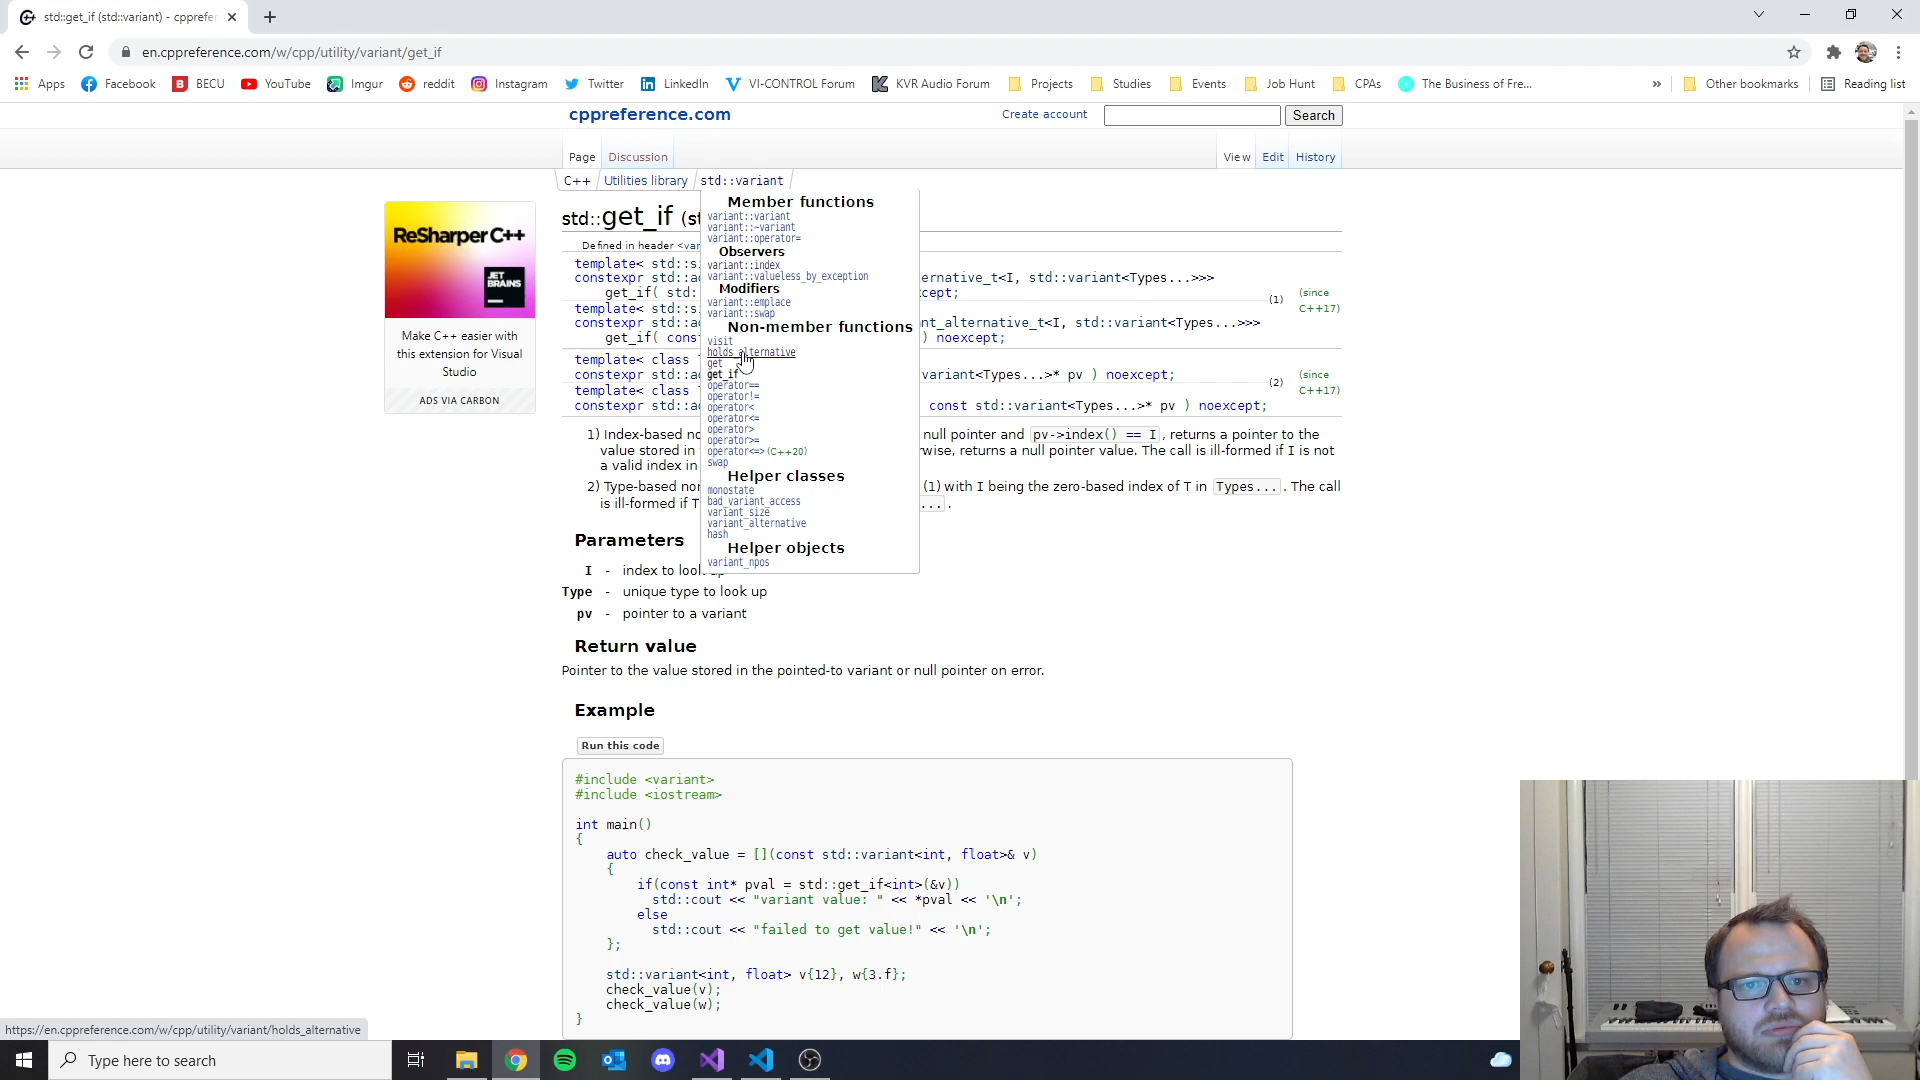 std::get_if (std::variant) - cpprefer
en.cppreference.com/w/cpp/utility/variant/get_if
Apps
Facebook
BECU
YouTube
Imgur
reddit
Instagram
Twitter
LinkedIn
VI-CONTROL Forum
KVR Audio Forum
Projects
Studies
Events
Job Hunt
CPAs
The Business of Fre...
»
Other bookmarks
Reading list
cppreference.com
Create account
Search
Page
Discussion
View
Edit
History
C++
Utilities library
std::variant
ReSharper C++
JET
BRAINS
Make C++ easier with
this extension for Visual
Studio
ADS VIA CARBON
std::get_if (st
Defined in header <var
template< std::si
constexpr std::ad
get_if( std:
template< std::si
constexpr std::ad
get_if( cons
template< class T
constexpr std::ad
template< class T
constexpr std::ad
ernative_t<I, std::variant<Types...>>>
cept;
(1)
(since
C++17)
nt_alternative_t<I, std::variant<Types...>>>
) noexcept;
variant<Types...>* pv ) noexcept;
(2)
(since
C++17)
const std::variant<Types...>* pv ) noexcept;
Member functions
variant::variant
variant::~variant
variant::operator=
Observers
variant::index
variant::valueless_by_exception
Modifiers
variant::emplace
variant::swap
Non-member functions
visit
holds_alternative
get
get_if
operator==
operator!=
operator<
operator<=
operator>
operator>=
operator<=> (C++20)
swap
Helper classes
monostate
bad_variant_access
variant_size
variant_alternative
hash
Helper objects
variant_npos
1) Index-based no
null pointer and pv->index() == I, returns a pointer to the
value stored in
wise, returns a null pointer value. The call is ill-formed if I is not
a valid index in
2) Type-based nor
(1) with I being the zero-based index of T in Types.... The call
is ill-formed if T
... .
Parameters
I - index to look up
Type - unique type to look up
pv - pointer to a variant
Return value
Pointer to the value stored in the pointed-to variant or null pointer on error.
Example
Run this code
#include <variant>
#include <iostream>
int main()
{
auto check_value = [](const std::variant<int, float>& v)
{
if(const int* pval = std::get_if<int>(&v))
std::cout << "variant value: " << *pval << '\n';
else
std::cout << "failed to get value!" << '\n';
};
std::variant<int, float> v{12}, w{3.f};
check_value(v);
check_value(w);
}
https://en.cppreference.com/w/cpp/utility/variant/holds_alternative
Type here to search